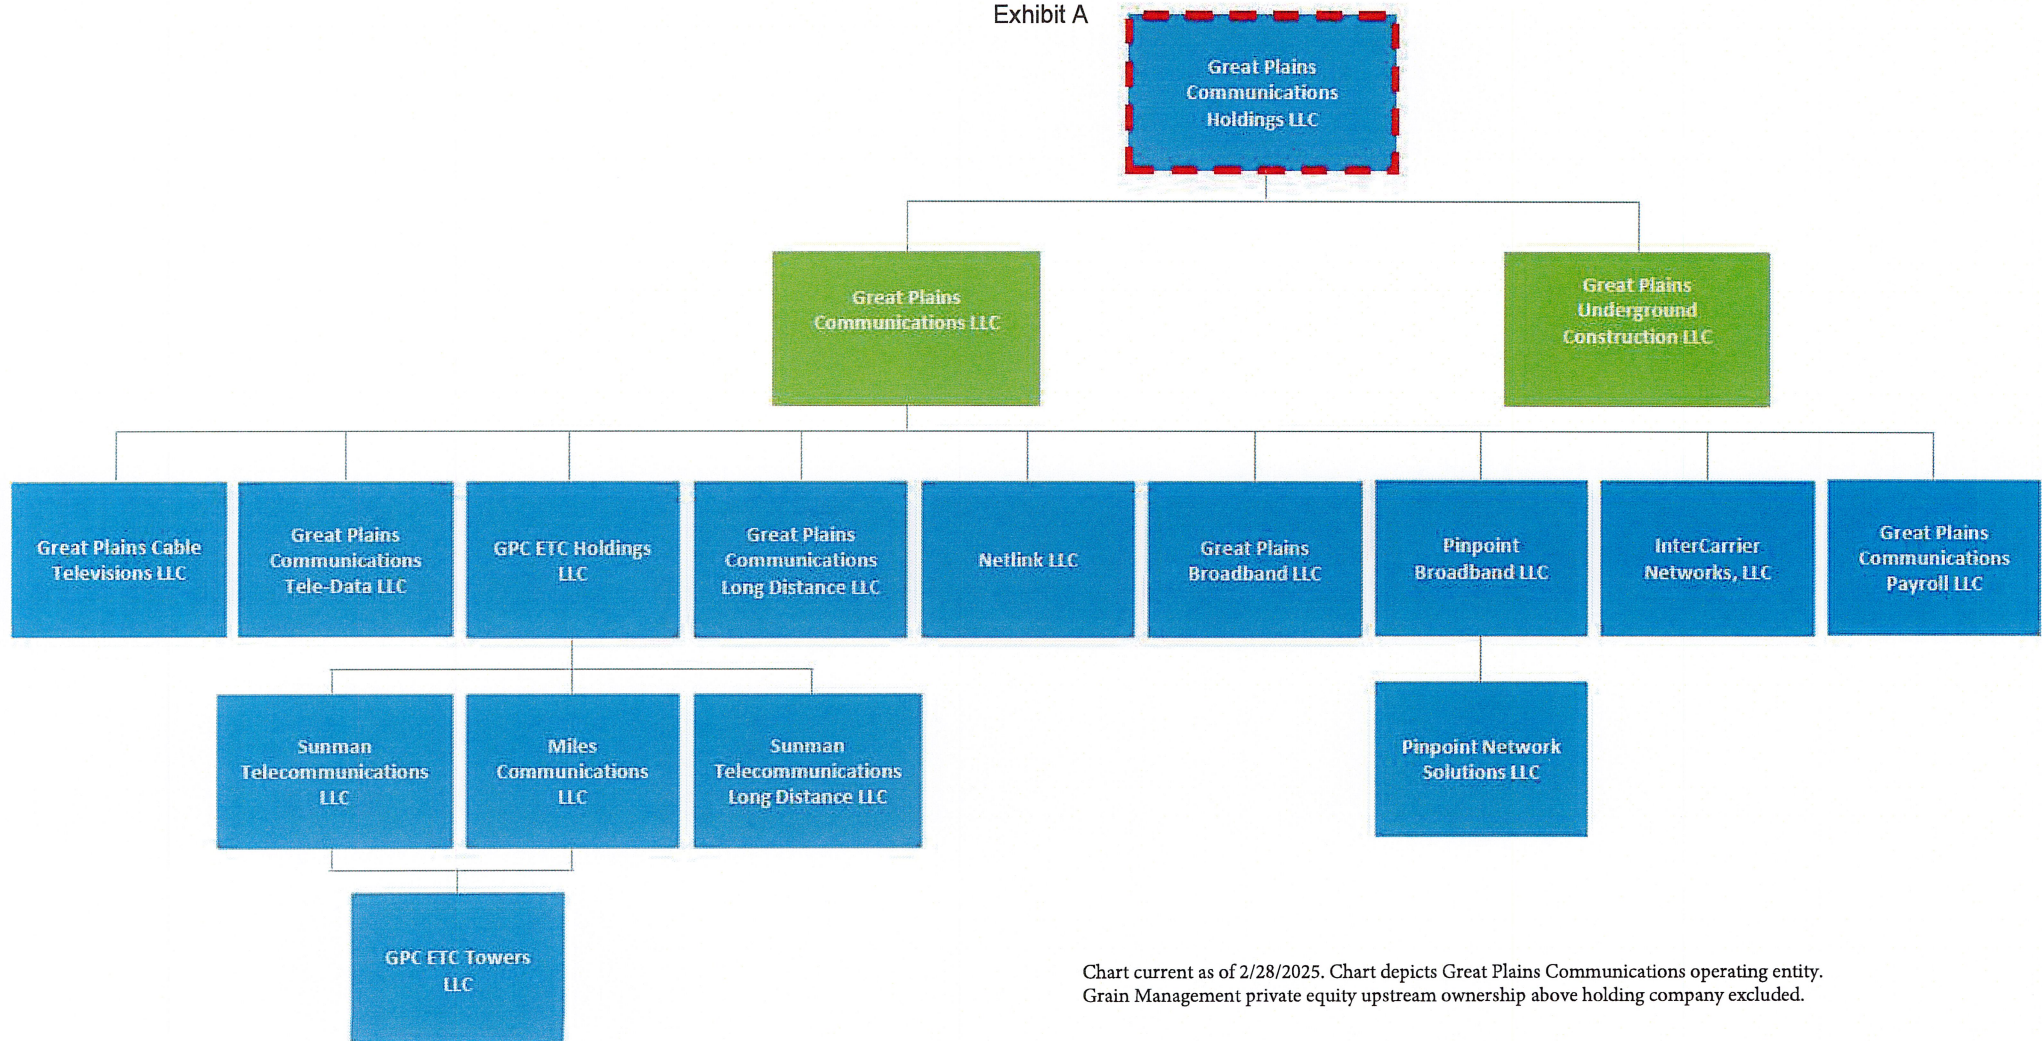 Exhibit A
Great Plains
Communications
Holdings LLC
Great Plains
Communications LLC
Great Plains
Underground
Construction LLC
Great Plains Cable
Televisions LLC
Great Plains
Communications
Tele-Data LLC
GPC ETC Holdings
LLC
Great Plains
Communications
Long Distance LLC
Netlink LLC
Great Plains
Broadband LLC
Pinpoint
Broadband LLC
InterCarrier
Networks, LLC
Great Plains
Communications
Payroll LLC
Sunman
Telecommunications
LLC
Miles
Communications
LLC
Sunman
Telecommunications
Long Distance LLC
Pinpoint Network
Solutions LLC
GPC ETC Towers
LLC
Chart current as of 2/28/2025. Chart depicts Great Plains Communications operating entity.
Grain Management private equity upstream ownership above holding company excluded.